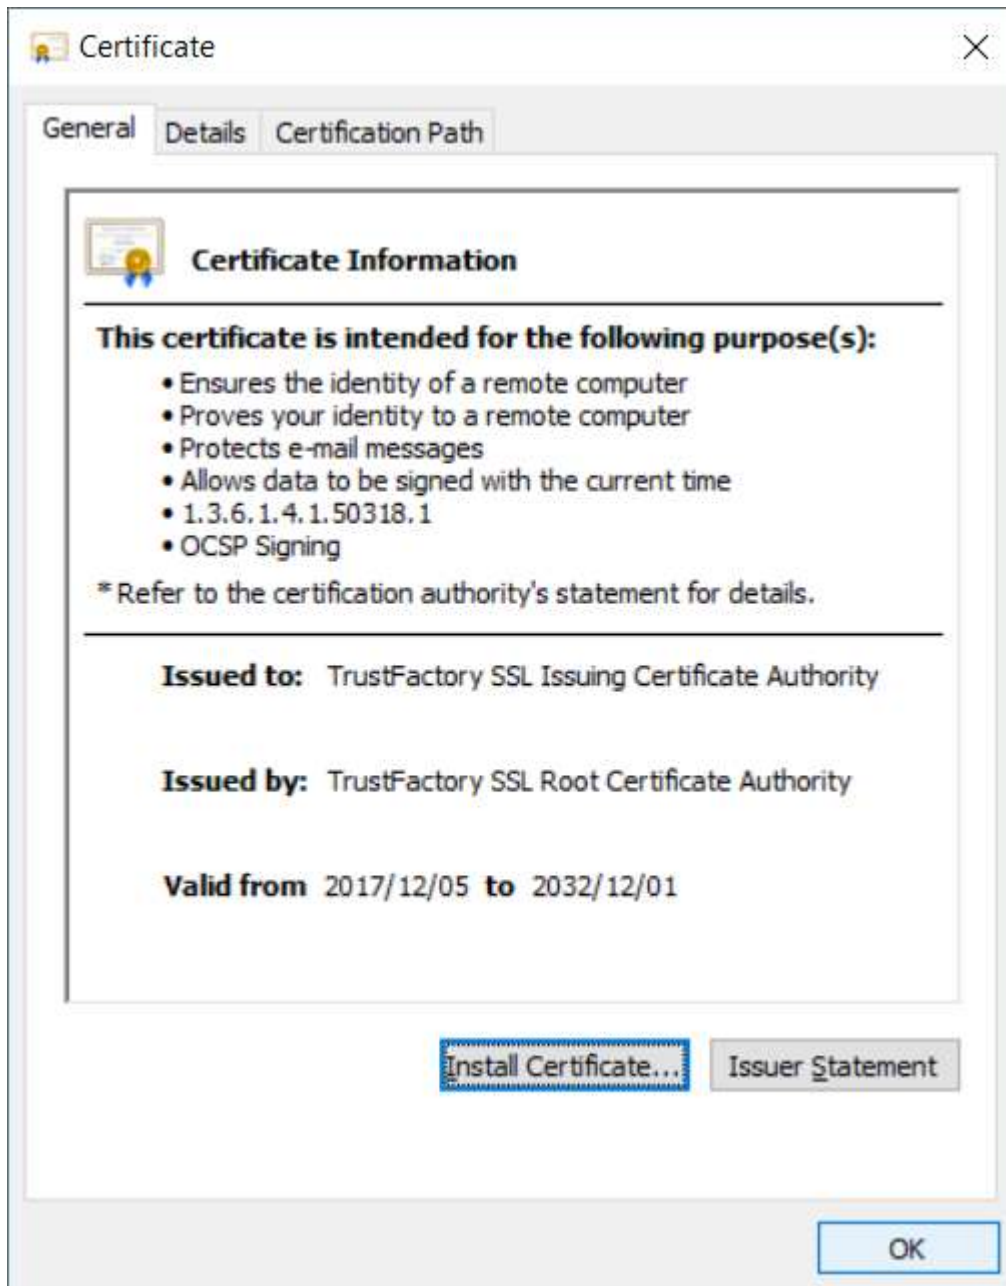 Certificate
General Details Certification Path
Certificate Information
This certificate is intended for the following purpose(s):
• Ensures the identity of a remote computer
• Proves your identity to a remote computer
• Protects e-mail messages
• Allows data to be signed with the current time
• 1.3.6.1.4.1.50318.1
• OCSP Signing
* Refer to the certification authority's statement for details.
Issued to: TrustFactory SSL Issuing Certificate Authority
Issued by: TrustFactory SSL Root Certificate Authority
Valid from 2017/12/05 to 2032/12/01
Install Certificate... Issuer Statement
OK